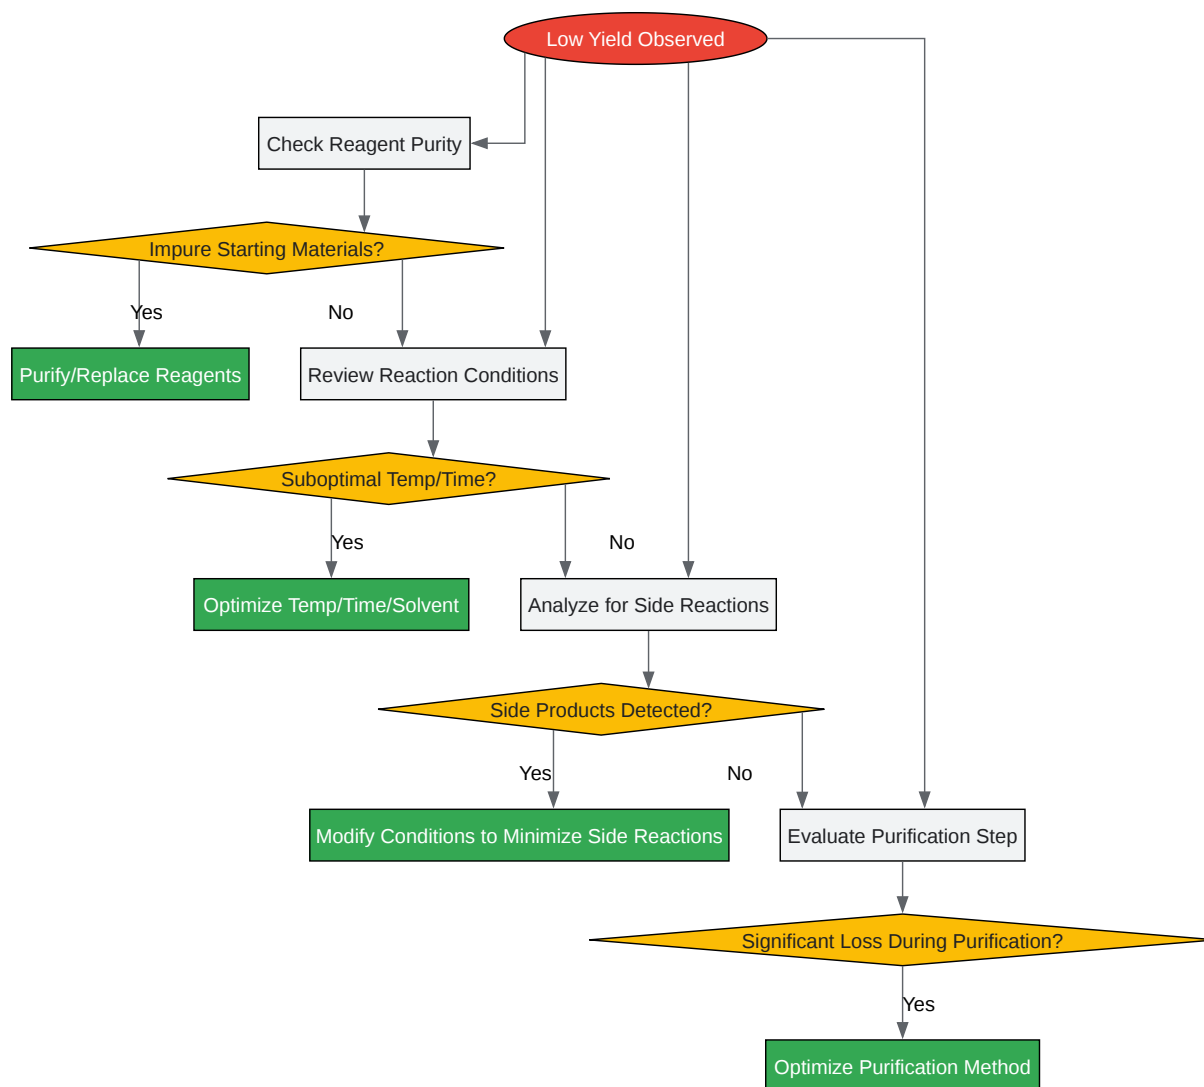 Low Yield Observed
Check Reagent Purity
Impure Starting Materials?
Yes
No
Purify/Replace Reagents
Review Reaction Conditions
Suboptimal Temp/Time?
Yes
No
Optimize Temp/Time/Solvent
Analyze for Side Reactions
Side Products Detected?
Yes
No
Modify Conditions to Minimize Side Reactions
Evaluate Purification Step
Significant Loss During Purification?
Yes
Optimize Purification Method